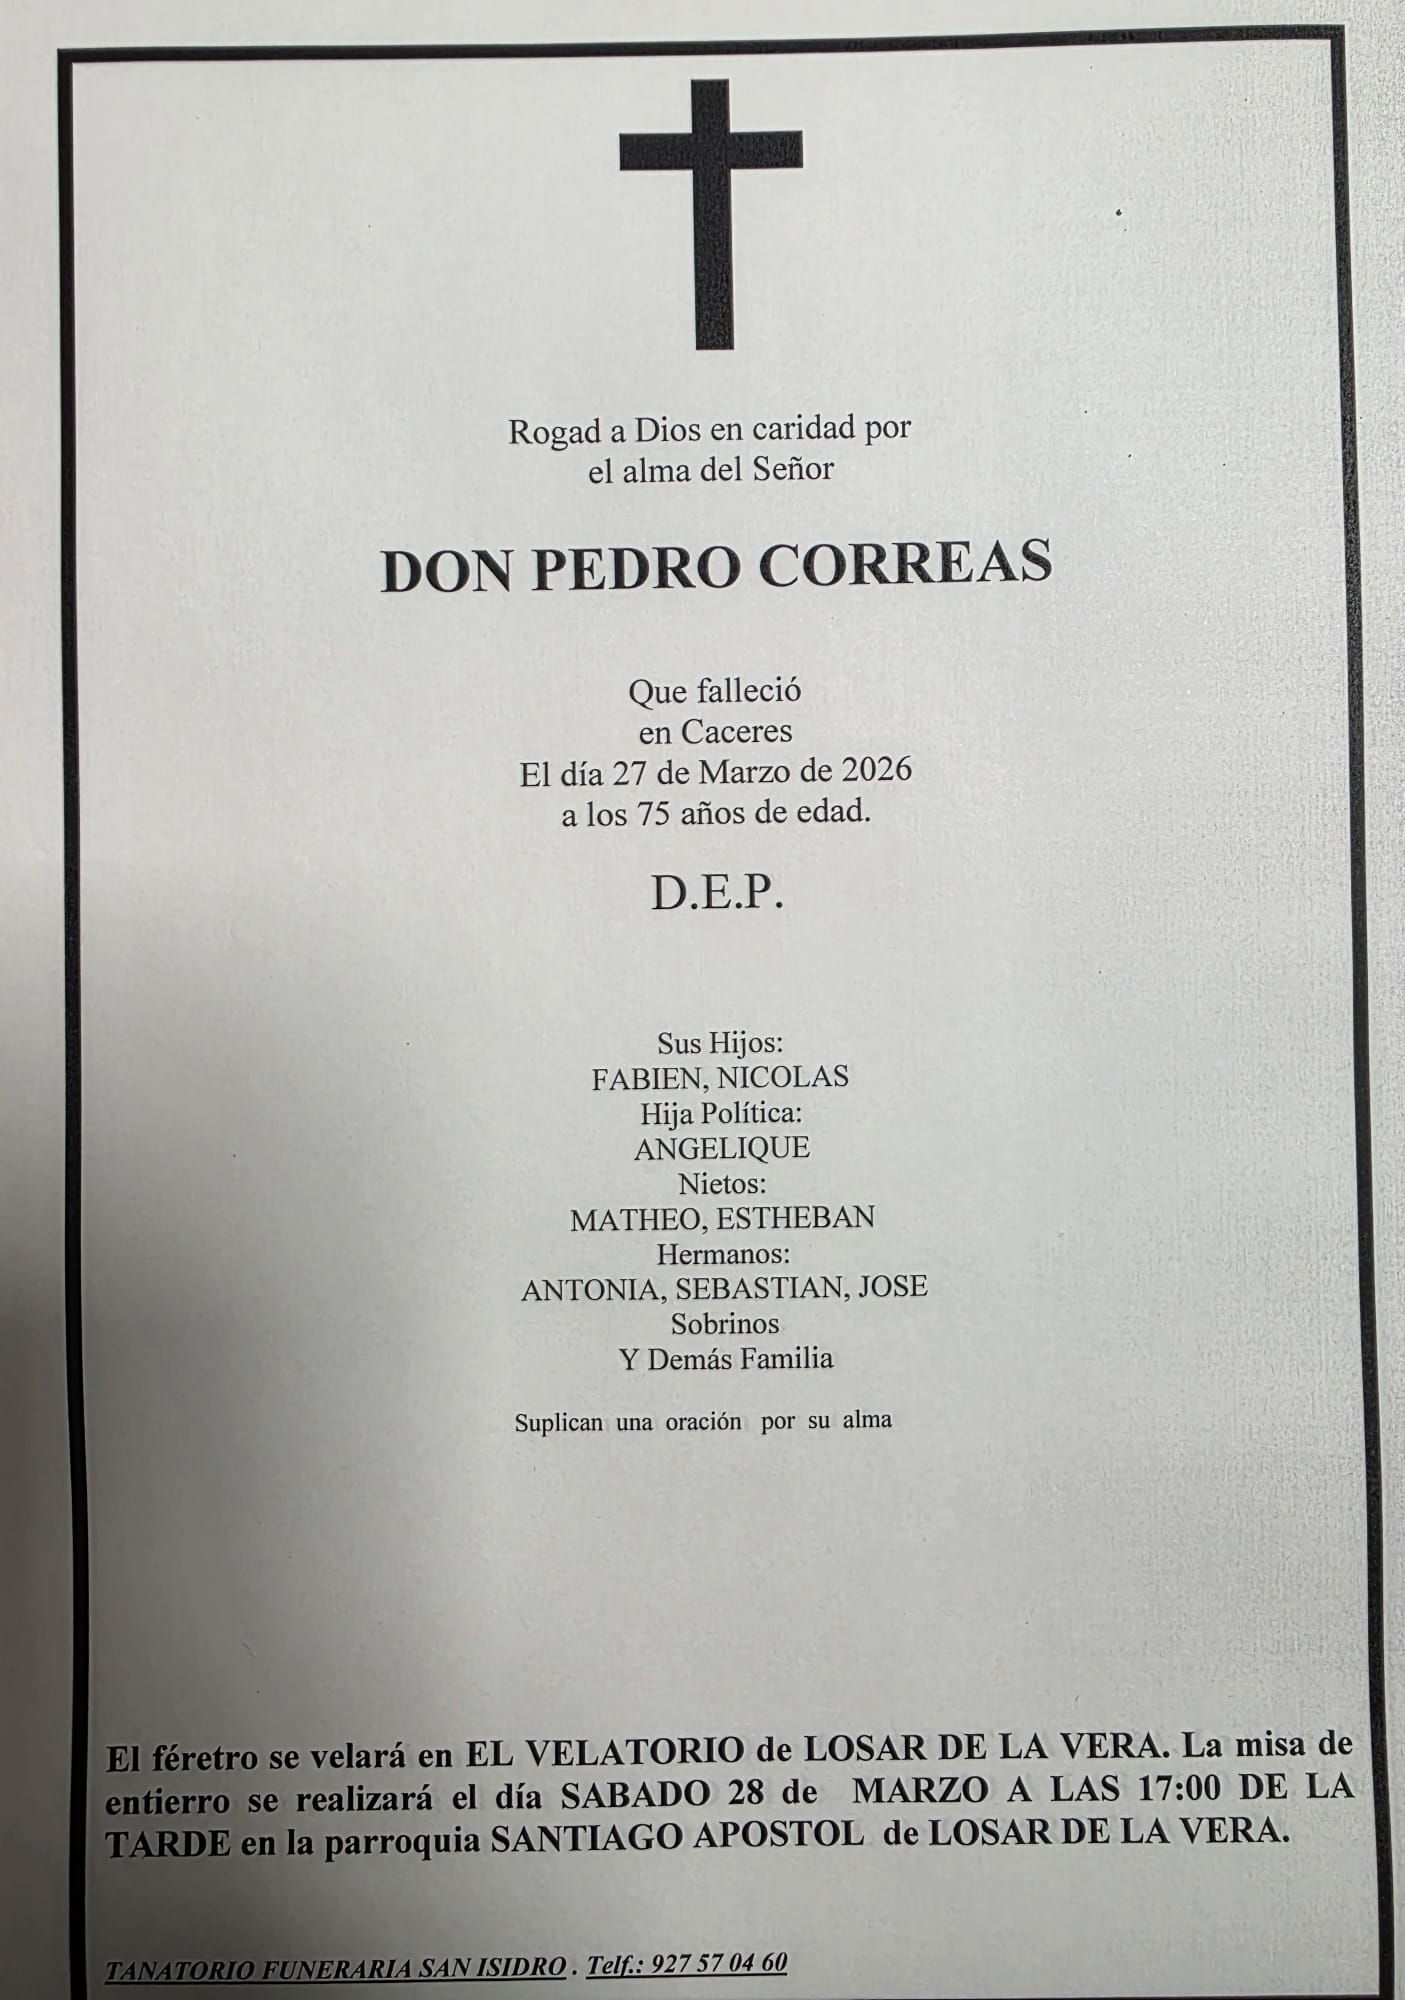 Rogad a Dios en caridad por
el alma del Señor
DON PEDRO CORREAS
Que falleció
en Caceres
El día 27 de Marzo de 2026
a los 75 años de edad.
D.E.P.
Sus Hijos:
FABIEN, NICOLAS
Hija Política:
ANGELIQUE
Nietos:
MATHEO, ESTHEBAN
Hermanos:
ANTONIA, SEBASTIAN, JOSE
Sobrinos
Y Demás Familia
Suplican una oración por su alma
El féretro se velará en EL VELATORIO de LOSAR DE LA VERA. La misa de
entierro se realizará el día SABADO 28 de MARZO A LAS 17:00 DE LA
TARDE en la parroquia SANTIAGO APOSTOL de LOSAR DE LA VERA.
TANATORIO FUNERARIA SAN ISIDRO . Telf.: 927 57 04 60